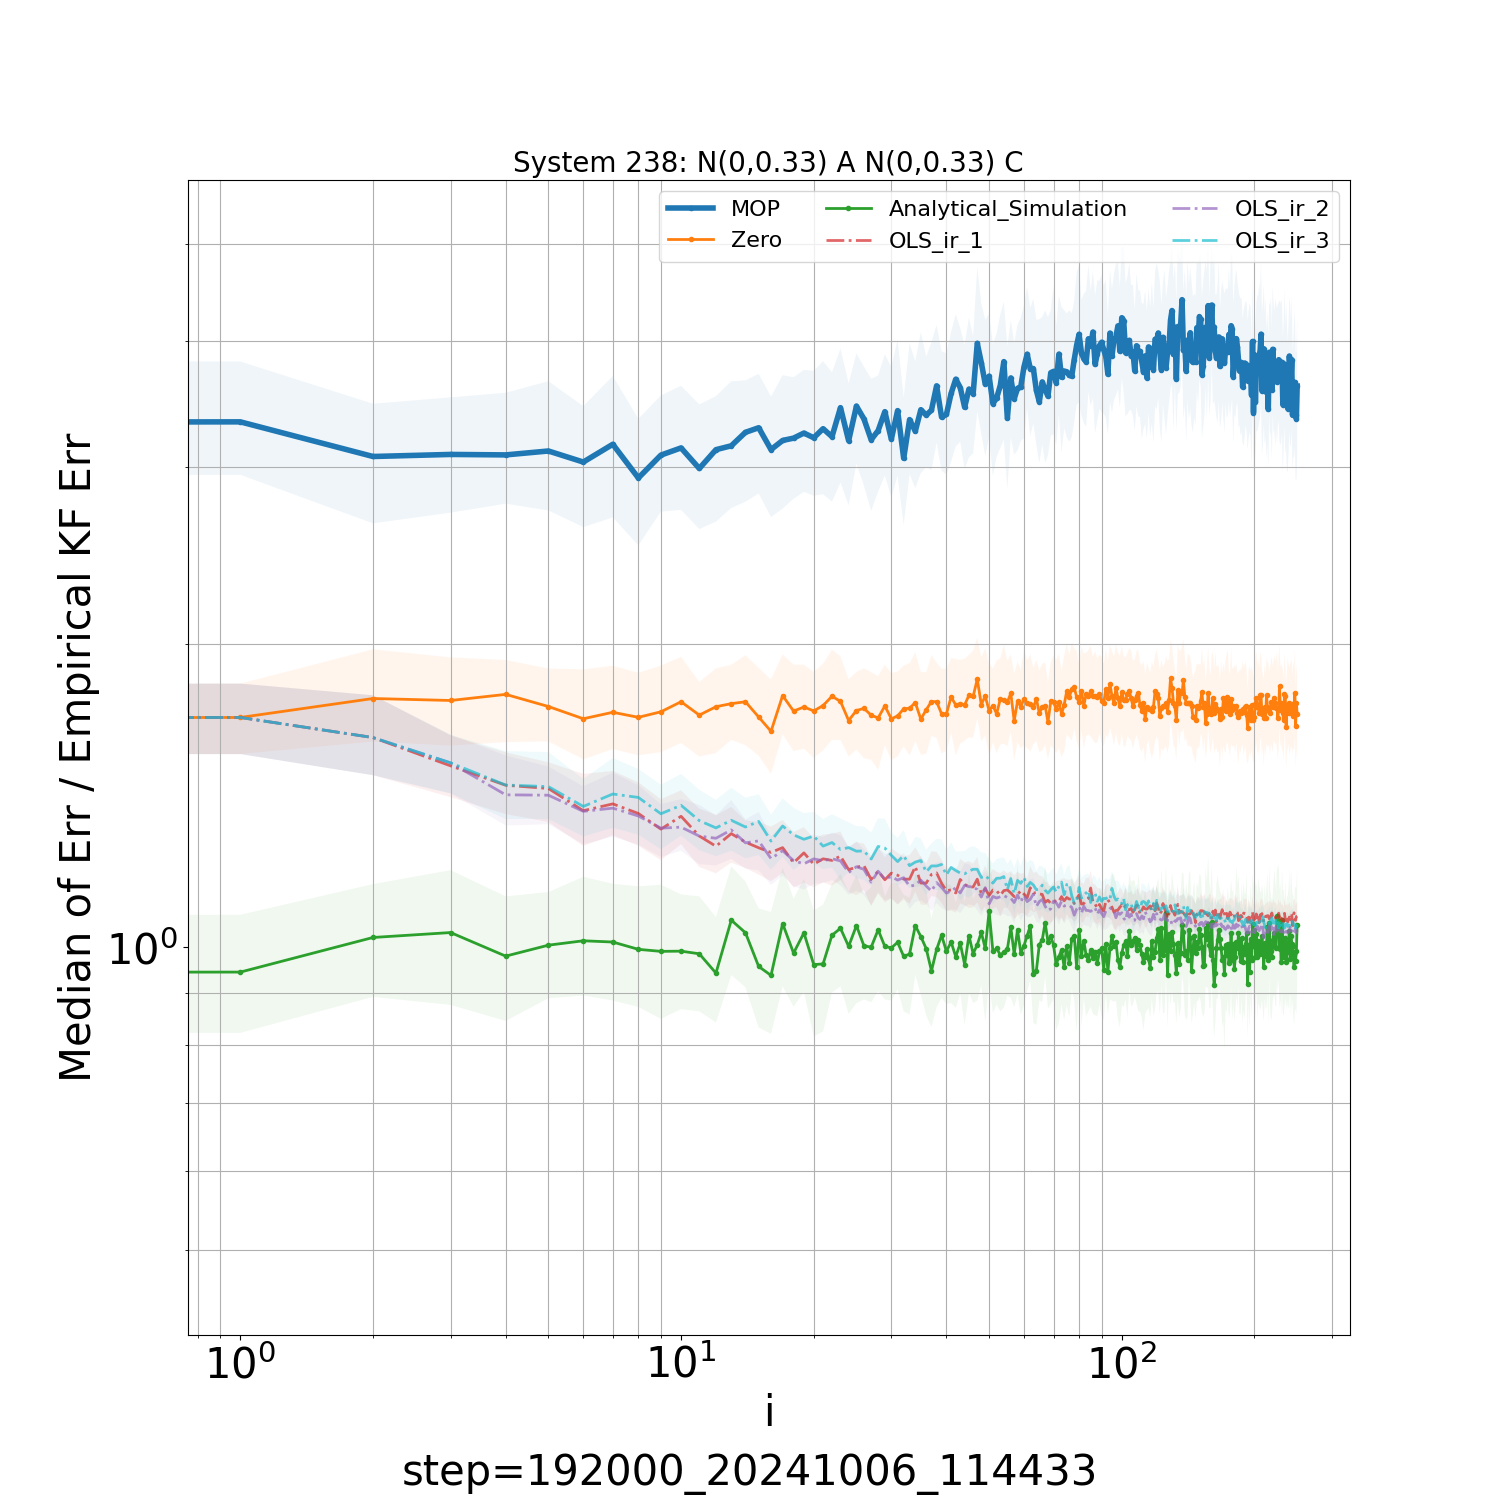 System 238: N(0,0.33) A N(0,0.33) C
MOP
Zero
Analytical_Simulation
OLS_ir_1
OLS_ir_2
OLS_ir_3
Median of Err / Empirical KF Err
10⁰
10⁰ 10¹ 10²
i
step=192000_20241006_114433